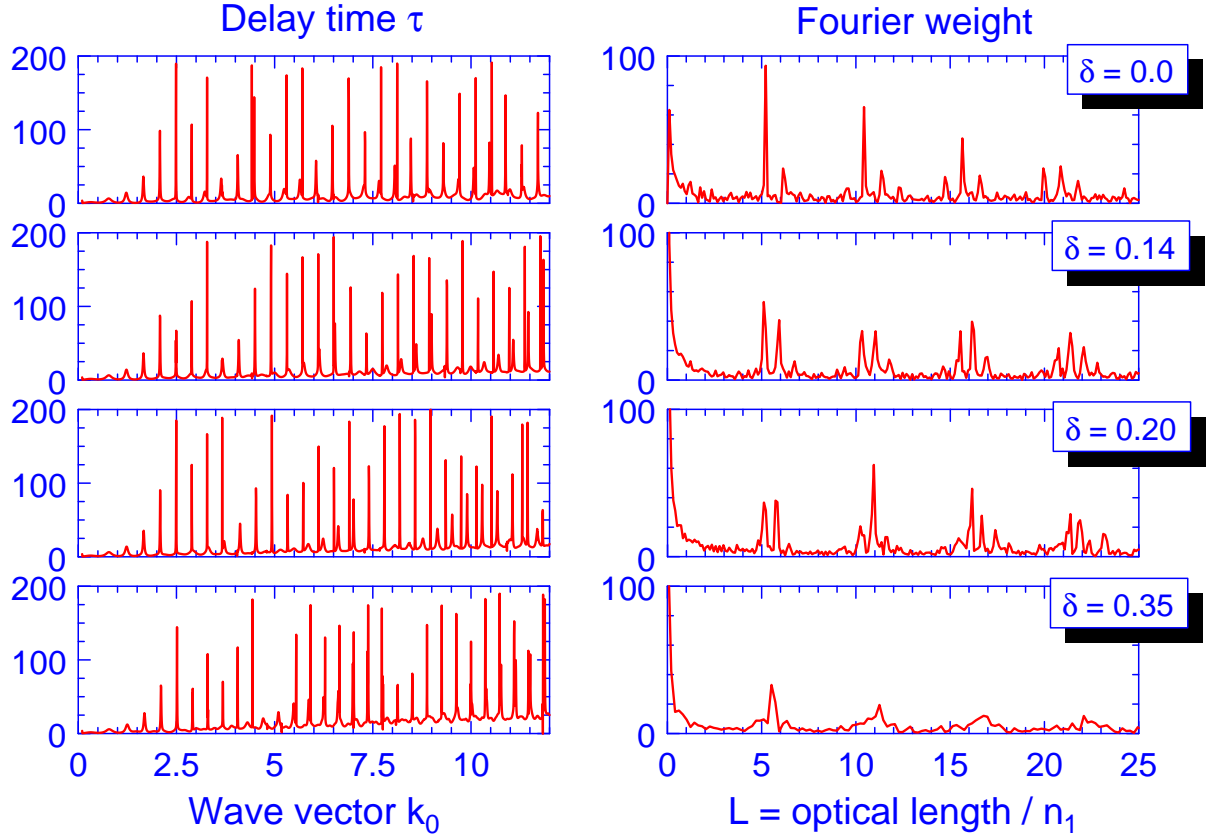 Delay time τ
Fourier weight
200
100
0
100
0
δ = 0.0
200
100
0
100
0
δ = 0.14
200
100
0
100
0
δ = 0.20
200
100
0
100
0
δ = 0.35
0 2.5 5 7.5 10
0 5 10 15 20 25
Wave vector k₀
L = optical length / n₁